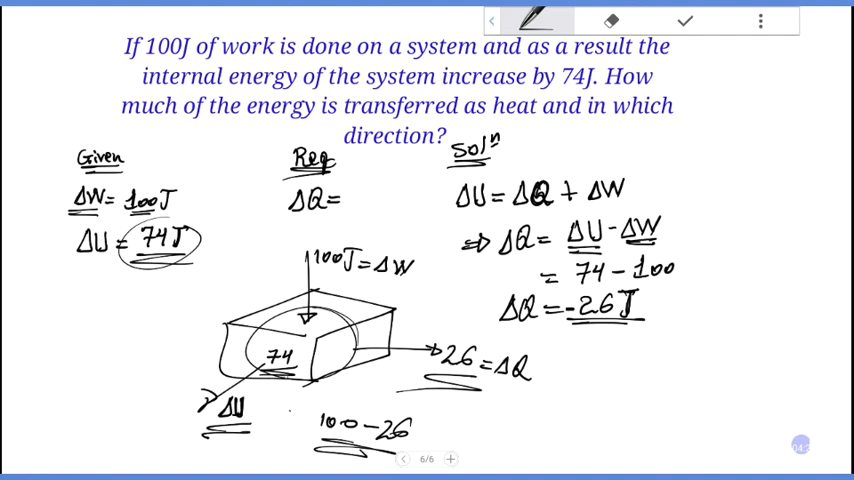 If 100J of work is done on a system and as a result the
internal energy of the system increase by 74J. How
much of the energy is transferred as heat and in which
direction?
Given
ΔW= 100J
ΔU = 74J
Req
ΔQ=
Solⁿ
ΔU = ΔQ + ΔW
=> ΔQ = ΔU - ΔW
= 74 - 100
ΔQ = -26J
100J = ΔW
74
26 = ΔQ
ΔU
100-26
6/6